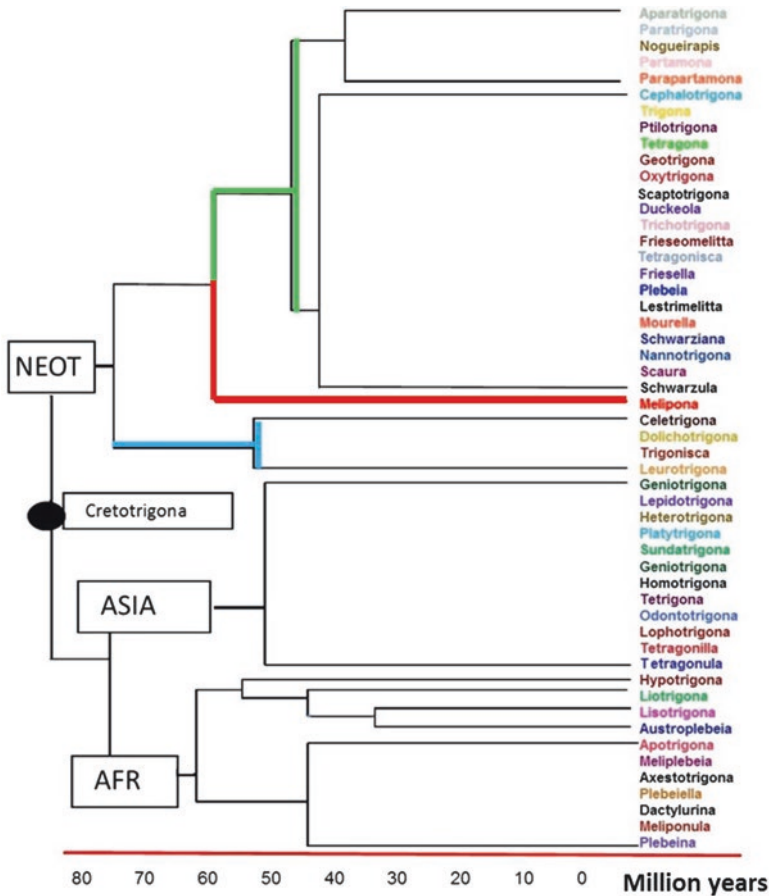 Aparatrigona
Paratrigona
Nogueirapis
Partamona
Parapartamona
Cephalotrigona
Trigona
Ptilotrigona
Tetragona
Geotrigona
Oxytrigona
Scaptotrigona
Duckeola
Trichotrigona
Frieseomelitta
Tetragonisca
Friesella
Plebeia
Lestrimelitta
Mourella
Schwarziana
Nannotrigona
Scaura
Schwarzula
Melipona
Celetrigona
Dolichotrigona
Trigonisca
Leurotrigona
Geniotrigona
Lepidotrigona
Heterotrigona
Platytrigona
Sundatrigona
Geniotrigona
Homotrigona
Tetrigona
Odontotrigona
Lophotrigona
Tetragonilla
Tetragonula
Hypotrigona
Liotrigona
Lisotrigona
Austroplebeia
Apotrigona
Meliplebeia
Axestotrigona
Plebeiella
Dactylurina
Meliponula
Plebeina
NEOT
Cretotrigona
ASIA
AFR
80 70 60 50 40 30 20 10 0 Million years